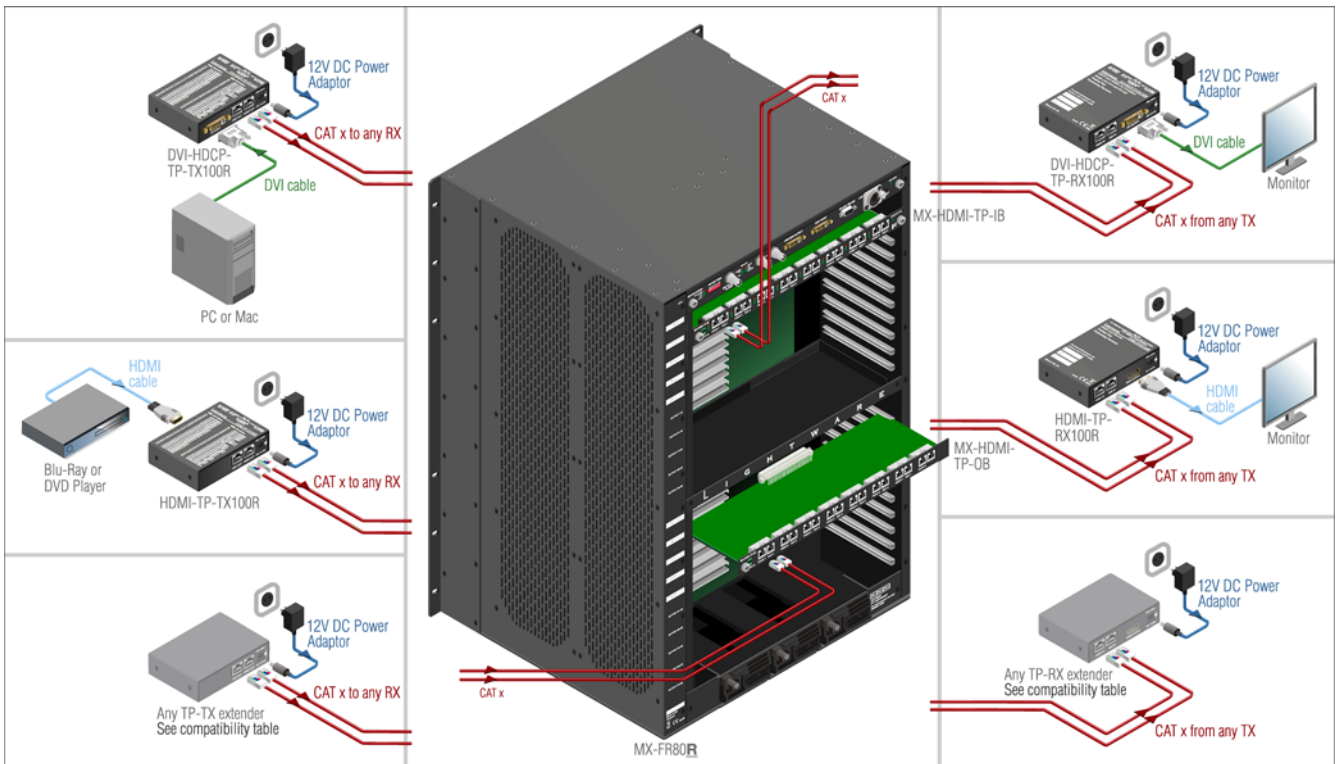 12V DC Power
Adaptor
CAT x to any RX
DVI-HDCP-
TP-TX100R
DVI cable
PC or Mac
HDMI
cable
12V DC Power
Adaptor
Blu-Ray or
DVD Player
CAT x to any RX
HDMI-TP-TX100R
12V DC Power
Adaptor
CAT x to any RX
Any TP-TX extender
See compatibility table
CAT x
MX-HDMI-TP-IB
LIGHTWARE
MX-HDMI-
TP-OB
CAT x
MX-FR80R
12V DC Power
Adaptor
DVI cable
DVI-HDCP-
TP-RX100R
Monitor
CAT x from any TX
12V DC Power
Adaptor
HDMI
cable
HDMI-TP-
RX100R
Monitor
CAT x from any TX
12V DC Power
Adaptor
Any TP-RX extender
See compatibility table
CAT x from any TX